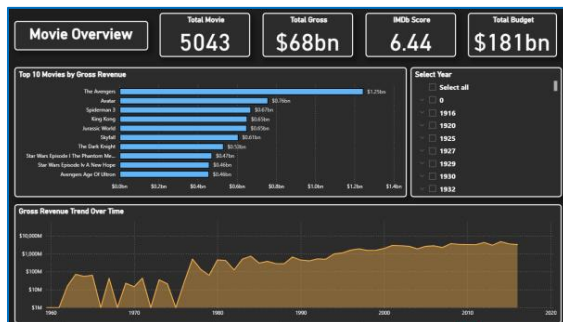 Movie Overview
Total Movie
5043
Total Gross
$68bn
IMDb Score
6.44
Total Budget
$181bn
Top 10 Movies by Gross Revenue
The Avengers
$1.25bn
Avatar
$0.76bn
Spiderman 3
$0.67bn
King Kong
$0.65bn
Jurassic World
$0.65bn
Skyfall
$0.61bn
The Dark Knight
$0.53bn
Star Wars Episode I The Phantom Me...
$0.47bn
Star Wars Episode Iv A New Hope
$0.46bn
Avengers Age Of Ultron
$0.46bn
$0.0bn $0.2bn $0.4bn $0.6bn $0.8bn $1.0bn $1.2bn $1.4bn
Select Year
Select all
0
1916
1920
1925
1927
1929
1930
1932
Gross Revenue Trend Over Time
$10,000M
$1,000M
$100M
$10M
$1M
1960 1970 1980 1990 2000 2010 2020